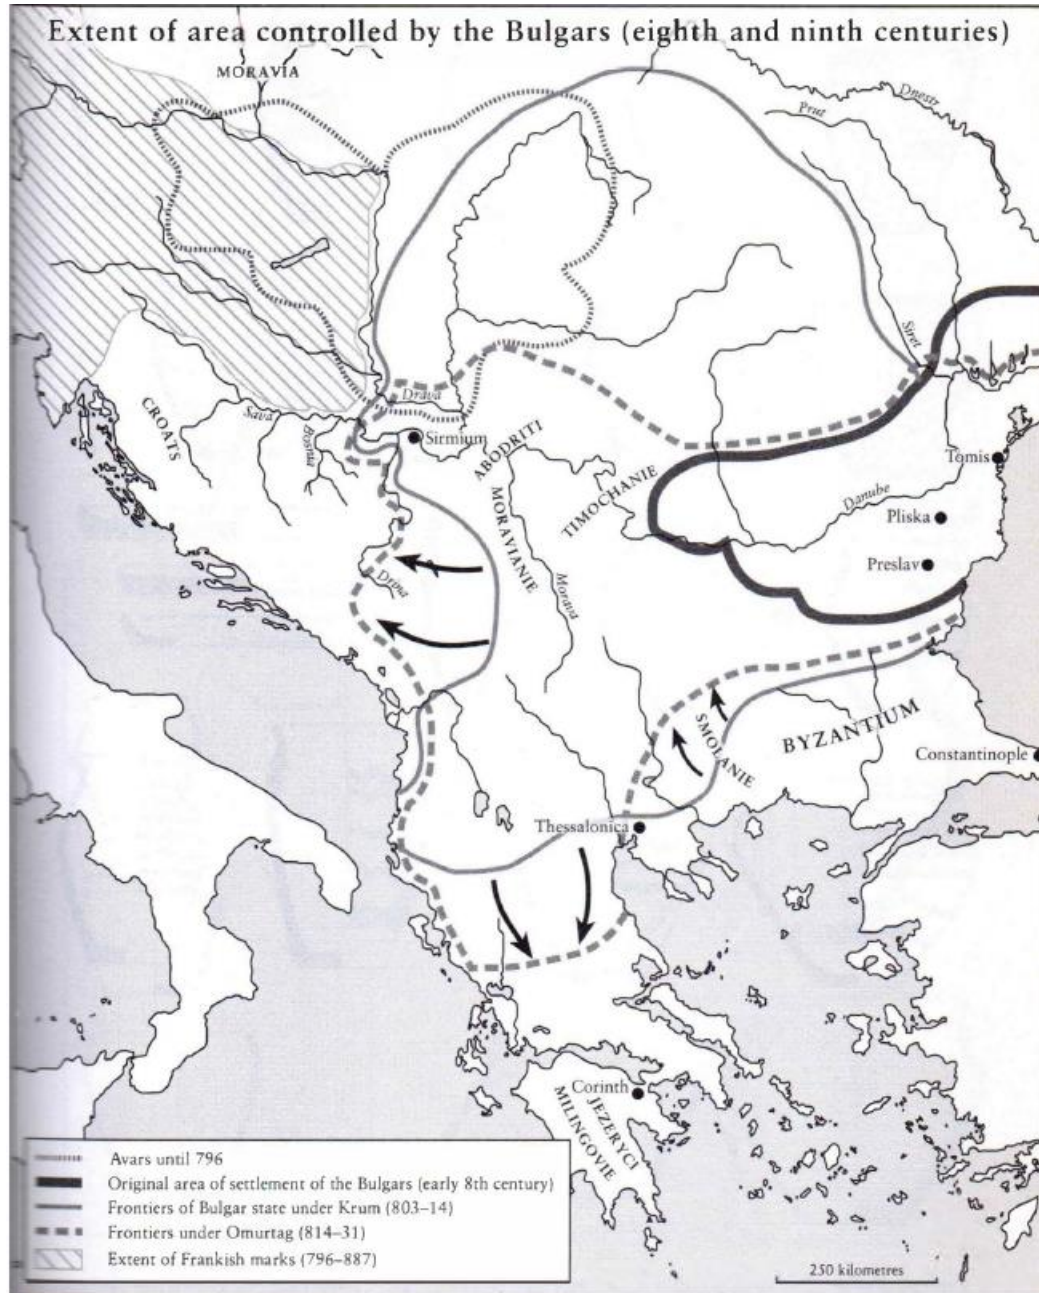 Extent of area controlled by the Bulgars (eighth and ninth centuries)
MORAVIA
Dnestr
Prut
Siret
CROATS
Sava
Bosnia
Drava
Sirmium
ABODRITI
MORAVIANIE
TIMOCHANIE
Tomis
Danube
Pliska
Preslav
Drina
Morava
SMOLANIE
BYZANTIUM
Constantinople
Thessalonica
Corinth
JEZERYCI
MILINGOVIE
Avars until 796
Original area of settlement of the Bulgars (early 8th century)
Frontiers of Bulgar state under Krum (803–14)
Frontiers under Omurtag (814–31)
Extent of Frankish marks (796–887)
250 kilometres